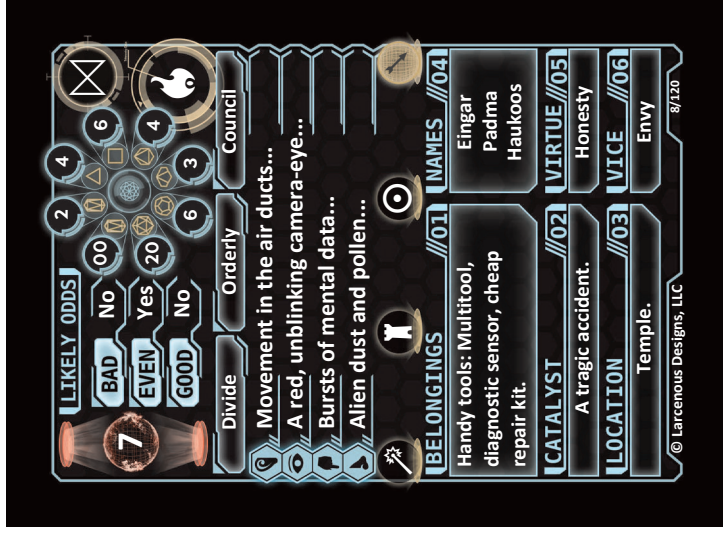 7
LIKELY ODDS
BAD No
EVEN Yes
GOOD No
2
4
00
6
20
4
6
3
Divide
Orderly
Council
Movement in the air ducts...
A red, unblinking camera-eye...
Bursts of mental data...
Alien dust and pollen...
BELONGINGS //01
Handy tools: Multitool,
diagnostic sensor, cheap
repair kit.
CATALYST //02
A tragic accident.
LOCATION //03
Temple.
NAMES //04
Eingar
Padma
Haukoos
VIRTUE //05
Honesty
VICE //06
Envy
© Larcenous Designs, LLC
8/120